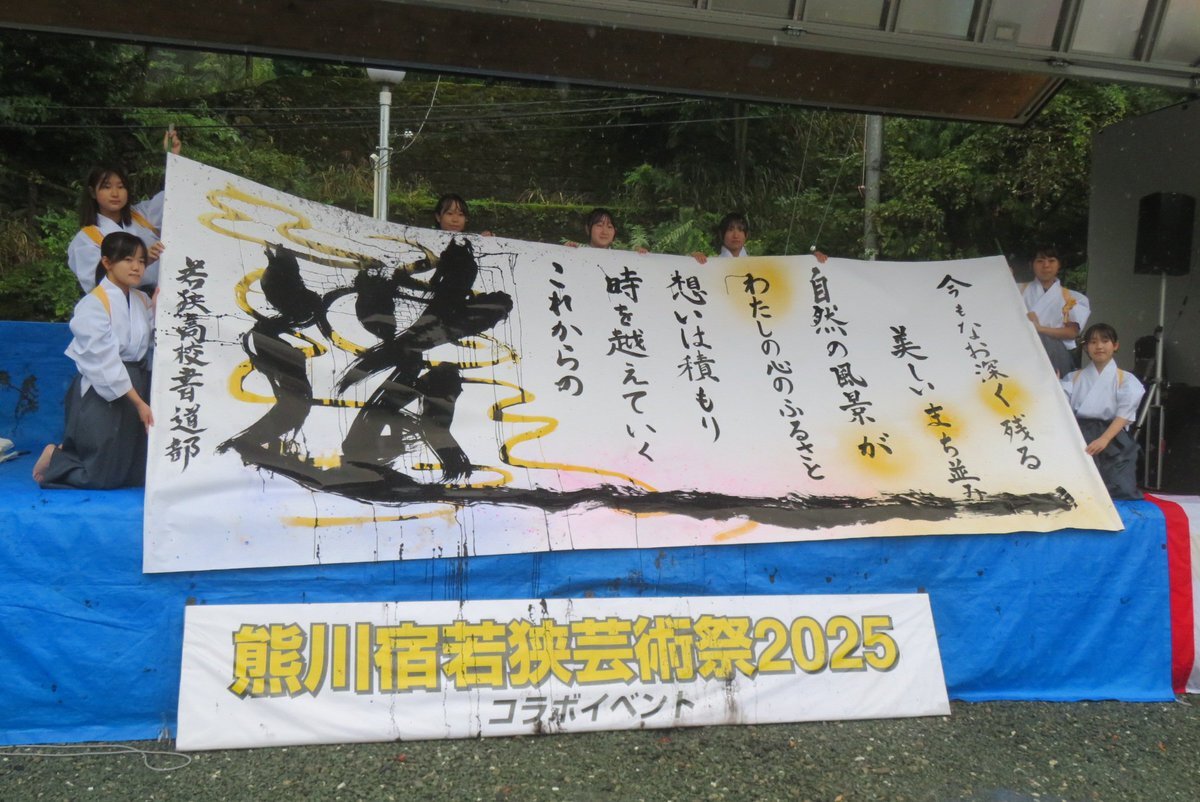 今もなお深く残る
美しいまち並み
自然の風景が
「わたしの心のふるさと
想いは積もり
時を越えていく
これからの
道
若狭高校書道部
熊川宿若狭芸術祭2025
コラボイベント